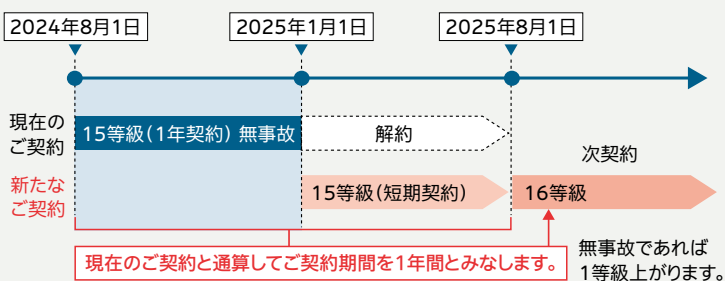 2024年8月1日
2025年1月1日
2025年8月1日
現在の
ご契約
15等級(1年契約) 無事故
解約
次契約
新たな
ご契約
15等級(短期契約)
16等級
現在のご契約と通算してご契約期間を1年間とみなします。
無事故であれば
1等級上がります。